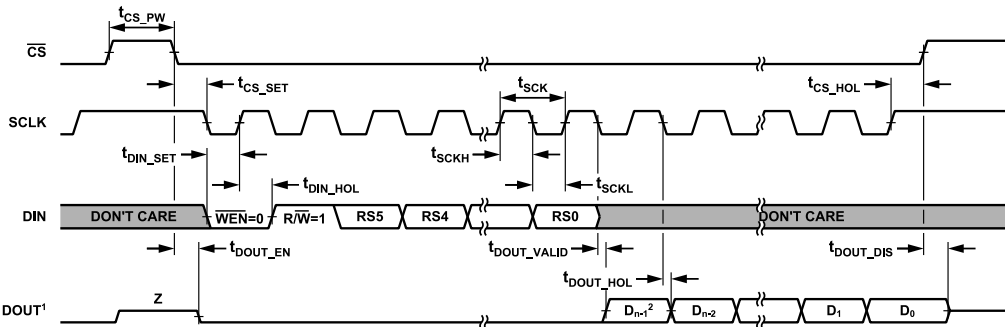 tCS_PW
CS
tCS_SET
tSCK
tCS_HOL
SCLK
tDIN_SET
tSCKH
tDIN_HOL
tSCKL
DIN
DON'T CARE
WEN=0
R/W=1
RS5
RS4
RS0
DON'T CARE
tDOUT_EN
tDOUT_VALID
tDOUT_DIS
tDOUT_HOL
Z
DOUT1
Dn-12
Dn-2
D1
D0